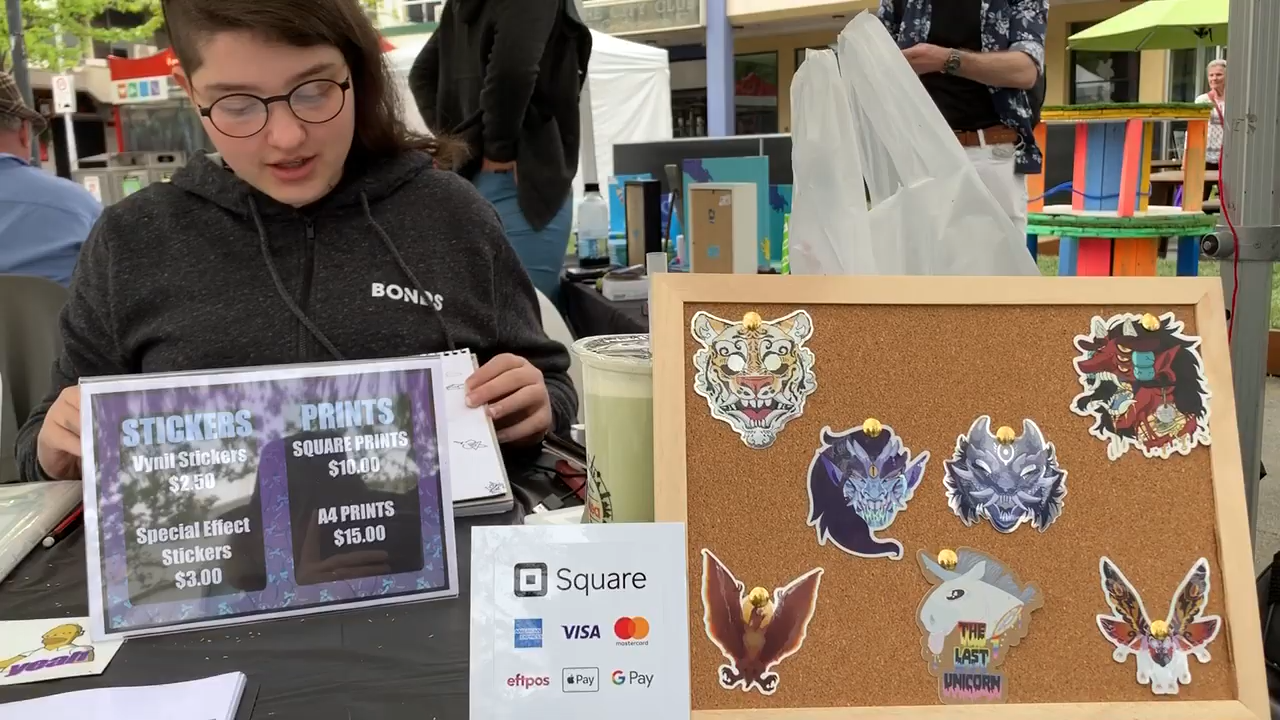 BONDS
STICKERS
Vynil Stickers
$2.50
Special Effect
Stickers
$3.00
PRINTS
SQUARE PRINTS
$10.00
A4 PRINTS
$15.00
yeah
Square
VISA
mastercard
eftpos
Pay
G Pay
THE
LAST
UNICORN